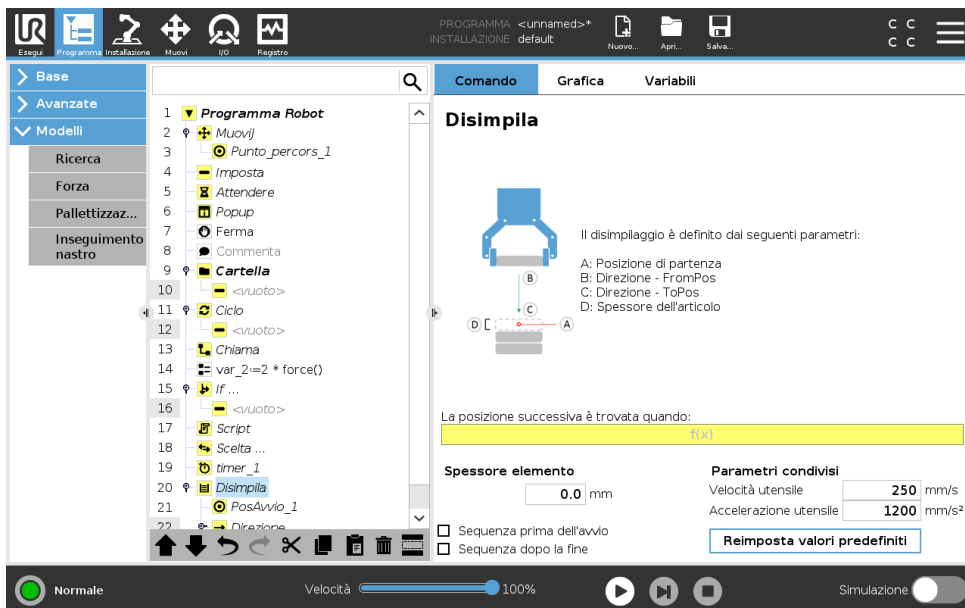 PROGRAMMA <unnamed>*
INSTALLAZIONE default
Esegui
Programma
Installazione
Muovi
I/O
Registro
Nuovo...
Apri...
Salva...
C C
C C
Base
Avanzate
Modelli
Ricerca
Forza
Pallettizzaz...
Inseguimento
nastro
1 Programma Robot
2 MuoviJ
3 Punto_percors_1
4 Imposta
5 Attendere
6 Popup
7 Ferma
8 Commenta
9 Cartella
10 <vuoto>
11 Ciclo
12 <vuoto>
13 Chiama
14 var_2:=2 * force()
15 If ...
16 <vuoto>
17 Script
18 Scelta ...
19 timer_1
20 Disimpila
21 PosAvvio_1
22 Direzione
Comando
Grafica
Variabili
Disimpila
B
C
D
A
Il disimpilaggio è definito dai seguenti parametri:
A: Posizione di partenza
B: Direzione - FromPos
C: Direzione - ToPos
D: Spessore dell'articolo
La posizione successiva è trovata quando:
f(x)
Spessore elemento
0.0 mm
Sequenza prima dell'avvio
Sequenza dopo la fine
Parametri condivisi
Velocità utensile 250 mm/s
Accelerazione utensile 1200 mm/s²
Reimposta valori predefiniti
Normale
Velocità
100%
Simulazione